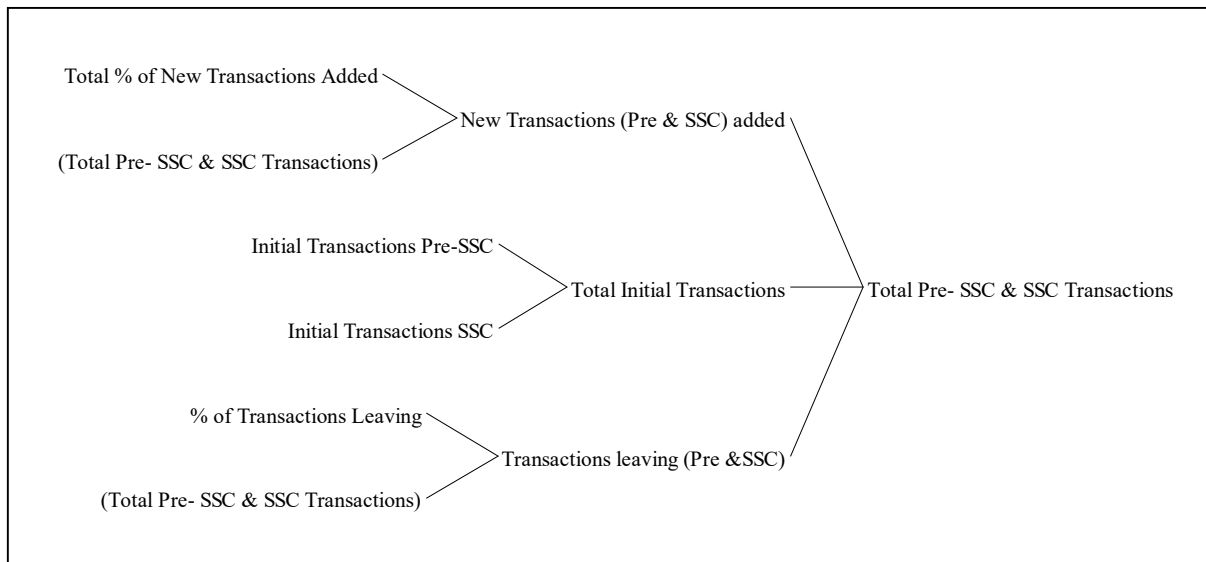 Total % of New Transactions Added
New Transactions (Pre & SSC) added
(Total Pre- SSC & SSC Transactions)
Initial Transactions Pre-SSC
Total Initial Transactions
Total Pre- SSC & SSC Transactions
Initial Transactions SSC
% of Transactions Leaving
Transactions leaving (Pre &SSC)
(Total Pre- SSC & SSC Transactions)